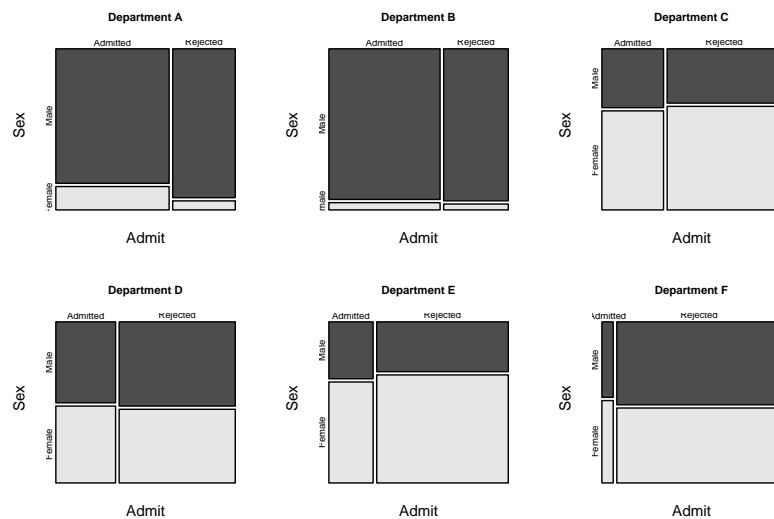 Department A
Admitted Rejected
Male
Female
Sex
Admit
Department B
Admitted Rejected
Male
Female
Sex
Admit
Department C
Admitted Rejected
Male
Female
Sex
Admit
Department D
Admitted Rejected
Male
Female
Sex
Admit
Department E
Admitted Rejected
Male
Female
Sex
Admit
Department F
Admitted Rejected
Male
Female
Sex
Admit